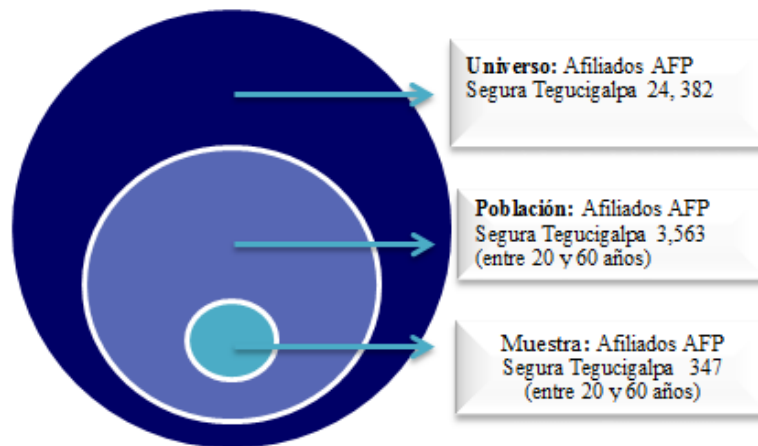 Universo: Afiliados AFP
Segura Tegucigalpa 24, 382
Población: Afiliados AFP
Segura Tegucigalpa 3,563
(entre 20 y 60 años)
Muestra: Afiliados AFP
Segura Tegucigalpa 347
(entre 20 y 60 años)